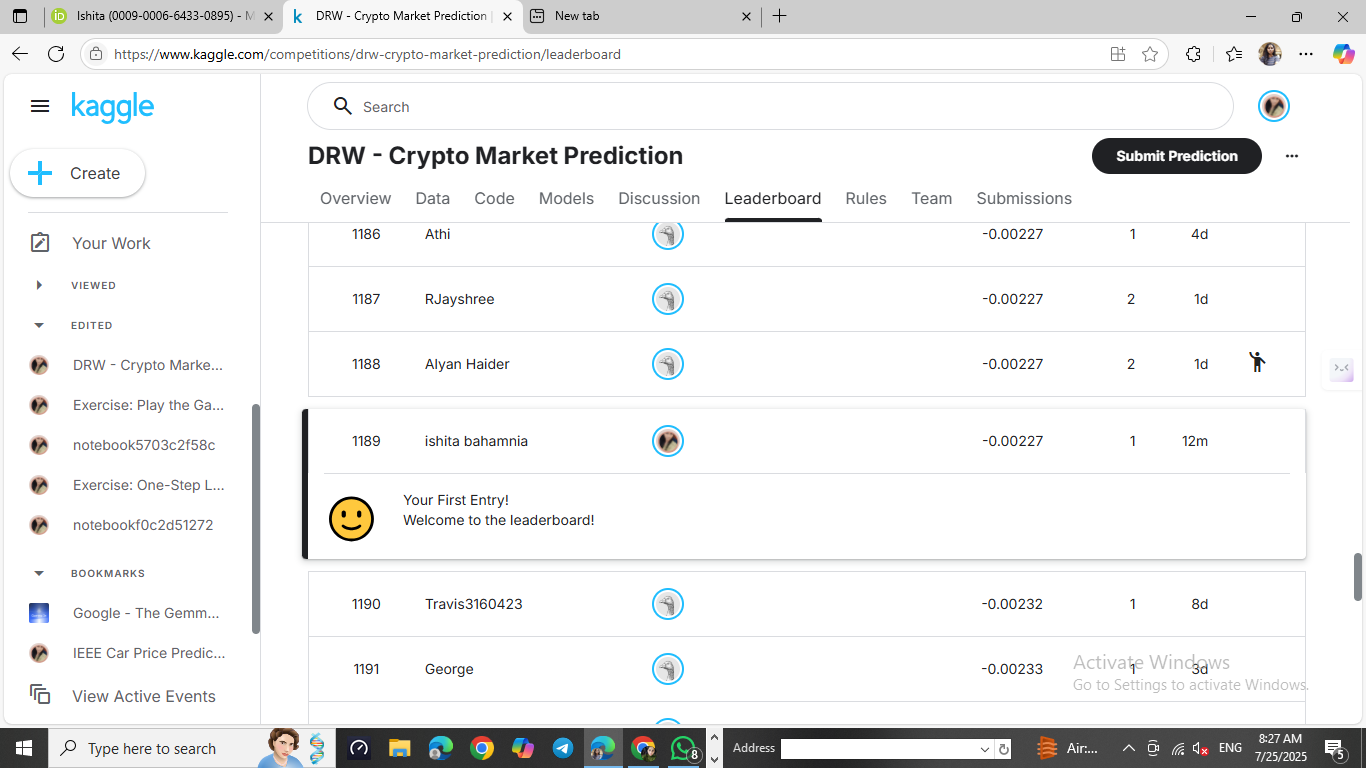 Ishita (0009-0006-6433-0895) - M
DRW - Crypto Market Prediction |
New tab
https://www.kaggle.com/competitions/drw-crypto-market-prediction/leaderboard
kaggle
Search
Create
DRW - Crypto Market Prediction
Submit Prediction
Overview Data Code Models Discussion Leaderboard Rules Team Submissions
Your Work
VIEWED
EDITED
DRW - Crypto Marke...
Exercise: Play the Ga...
notebook5703c2f58c
Exercise: One-Step L...
notebookf0c2d51272
BOOKMARKS
Google - The Gemm...
IEEE Car Price Predic...
View Active Events
1186 Athi -0.00227 1 4d
1187 RJayshree -0.00227 2 1d
1188 Alyan Haider -0.00227 2 1d
1189 ishita bahamnia -0.00227 1 12m
Your First Entry!
Welcome to the leaderboard!
1190 Travis3160423 -0.00232 1 8d
1191 George -0.00233 1 3d
Activate Windows
Go to Settings to activate Windows.
Type here to search
8
Address
Air:...
ENG
8:27 AM
7/25/2025
5